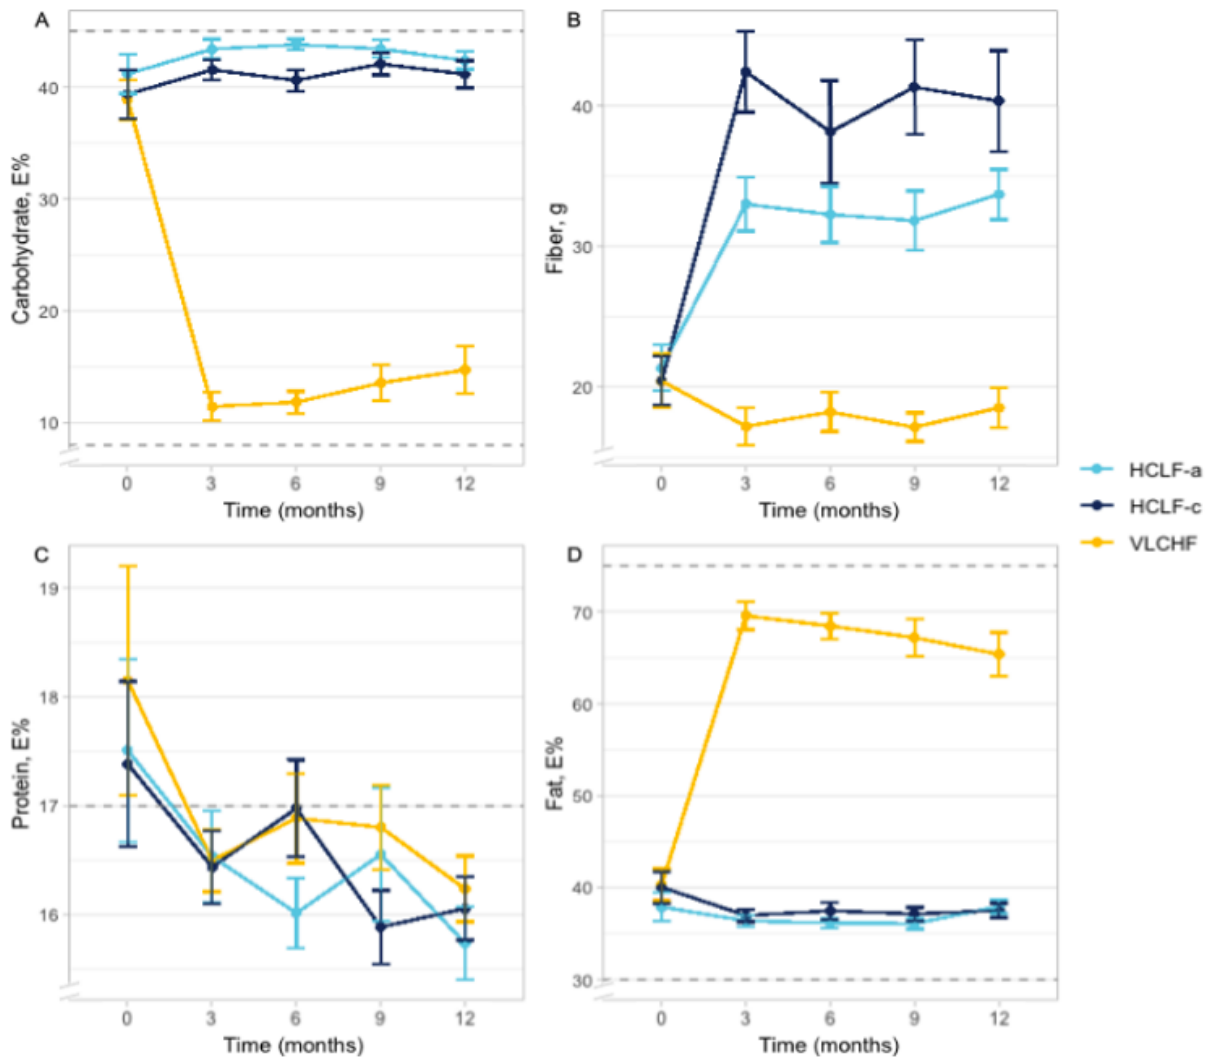 A
Carbohydrate, E%
40
30
20
10
0 3 6 9 12
Time (months)
B
Fiber, g
40
30
20
0 3 6 9 12
Time (months)
HCLF-a
HCLF-c
VLCHF
C
Protein, E%
19
18
17
16
0 3 6 9 12
Time (months)
D
Fat, E%
70
60
50
40
30
0 3 6 9 12
Time (months)